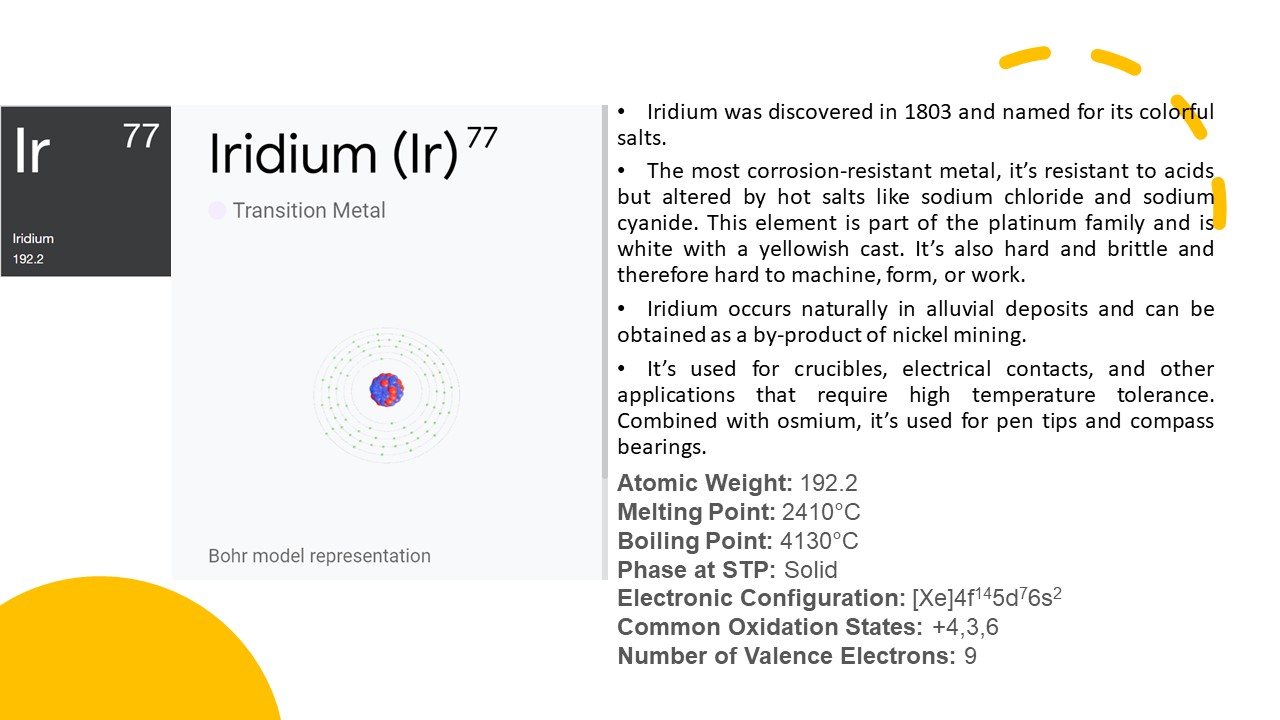 Ir 77
Iridium
192.2
Iridium (Ir)⁷⁷
Transition Metal
Bohr model representation
• Iridium was discovered in 1803 and named for its colorful
salts.
• The most corrosion-resistant metal, it’s resistant to acids
but altered by hot salts like sodium chloride and sodium
cyanide. This element is part of the platinum family and is
white with a yellowish cast. It’s also hard and brittle and
therefore hard to machine, form, or work.
• Iridium occurs naturally in alluvial deposits and can be
obtained as a by-product of nickel mining.
• It’s used for crucibles, electrical contacts, and other
applications that require high temperature tolerance.
Combined with osmium, it’s used for pen tips and compass
bearings.
Atomic Weight: 192.2
Melting Point: 2410°C
Boiling Point: 4130°C
Phase at STP: Solid
Electronic Configuration: [Xe]4f¹⁴5d⁷6s²
Common Oxidation States: +4,3,6
Number of Valence Electrons: 9